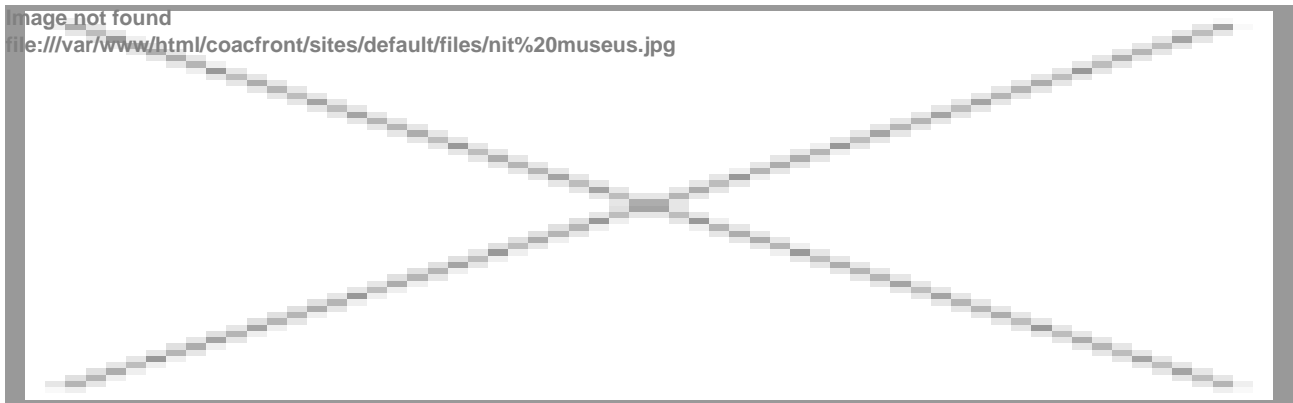 Image not found
file:///var/www/html/coacfront/sites/default/files/nit%20museus.jpg